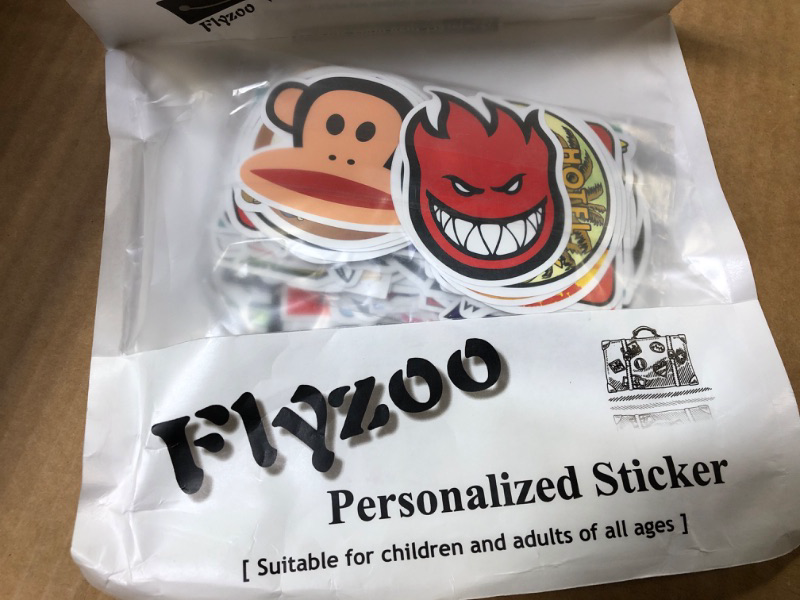 Flyzoo
HOTEL
Flyzoo
Personalized Sticker
[ Suitable for children and adults of all ages ]